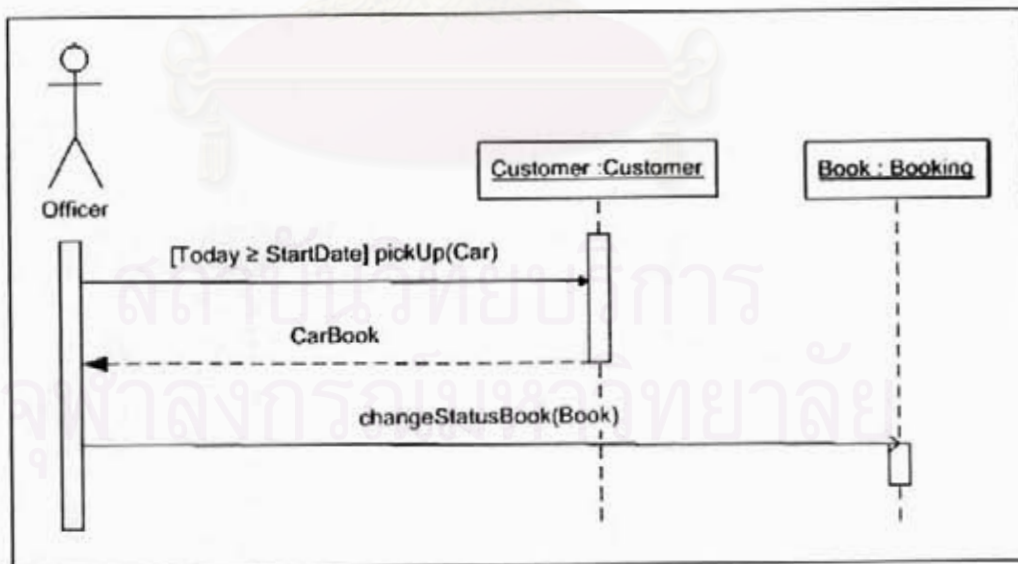 Customer :Customer
Book : Booking
Officer
[Today ≥ StartDate] pickUp(Car)
CarBook
changeStatusBook(Book)
สถาบันวิทยบริการ
จุฬาลงกรณ์มหาวิทยาลัย